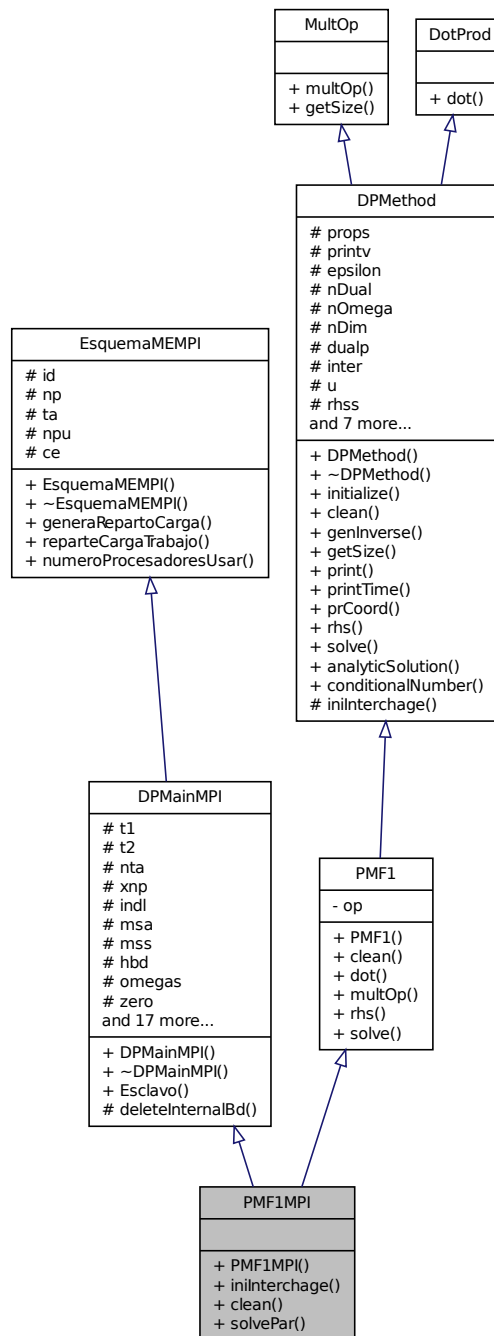 MultOp
+ multOp()
+ getSize()
DotProd
+ dot()
DPMethod
# props
# printv
# epsilon
# nDual
# nOmega
# nDim
# dualp
# inter
# u
# rhss
and 7 more...
+ DPMethod()
+ ~DPMethod()
+ initialize()
+ clean()
+ genInverse()
+ getSize()
+ print()
+ printTime()
+ prCoord()
+ rhs()
+ solve()
+ analyticSolution()
+ conditionalNumber()
# iniInterchage()
EsquemaMEMPI
# id
# np
# ta
# npu
# ce
+ EsquemaMEMPI()
+ ~EsquemaMEMPI()
+ generaRepartoCarga()
+ reparteCargaTrabajo()
+ numeroProcesadoresUsar()
DPMainMPI
# t1
# t2
# nta
# xnp
# indl
# msa
# mss
# hbd
# omegas
# zero
and 17 more...
+ DPMainMPI()
+ ~DPMainMPI()
+ Esclavo()
# deleteInternalBd()
PMF1
- op
+ PMF1()
+ clean()
+ dot()
+ multOp()
+ rhs()
+ solve()
PMF1MPI
+ PMF1MPI()
+ iniInterchage()
+ clean()
+ solvePar()